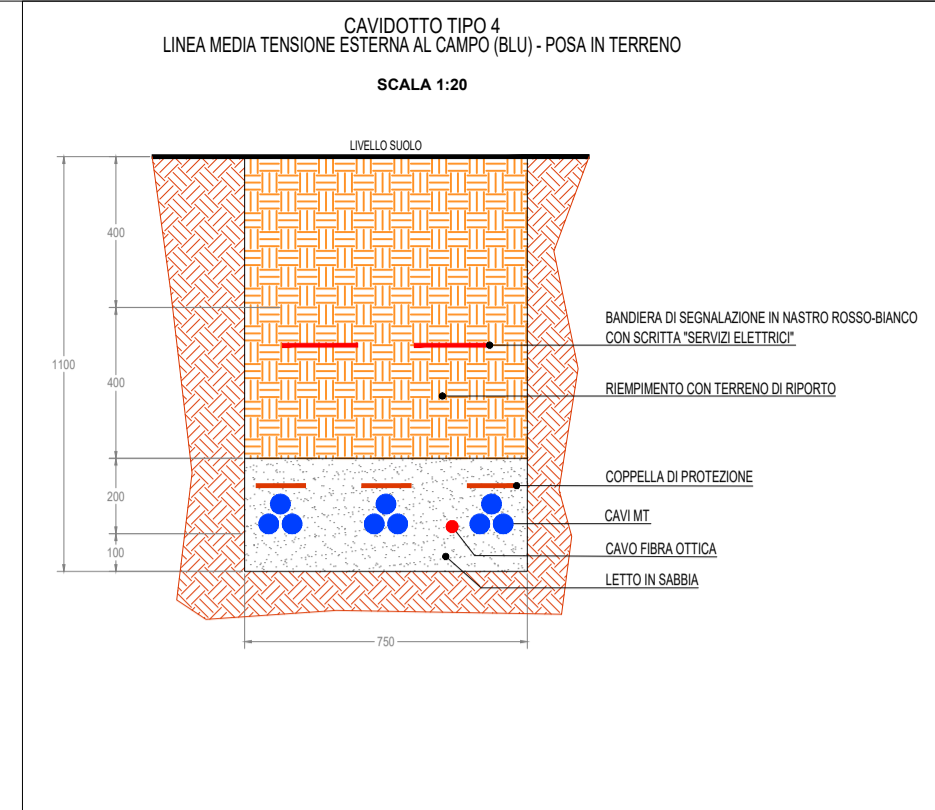 CAVIDOTTO TIPO 4
LINEA MEDIA TENSIONE ESTERNA AL CAMPO (BLU) - POSA IN TERRENO
SCALA 1:20
LIVELLO SUOLO
400
BANDIERA DI SEGNALAZIONE IN NASTRO ROSSO-BIANCO
CON SCRITTA "SERVIZI ELETTRICI"
1100
400
RIEMPIMENTO CON TERRENO DI RIPORTO
COPPELLA DI PROTEZIONE
200
CAVI MT
CAVO FIBRA OTTICA
100
LETTO IN SABBIA
750